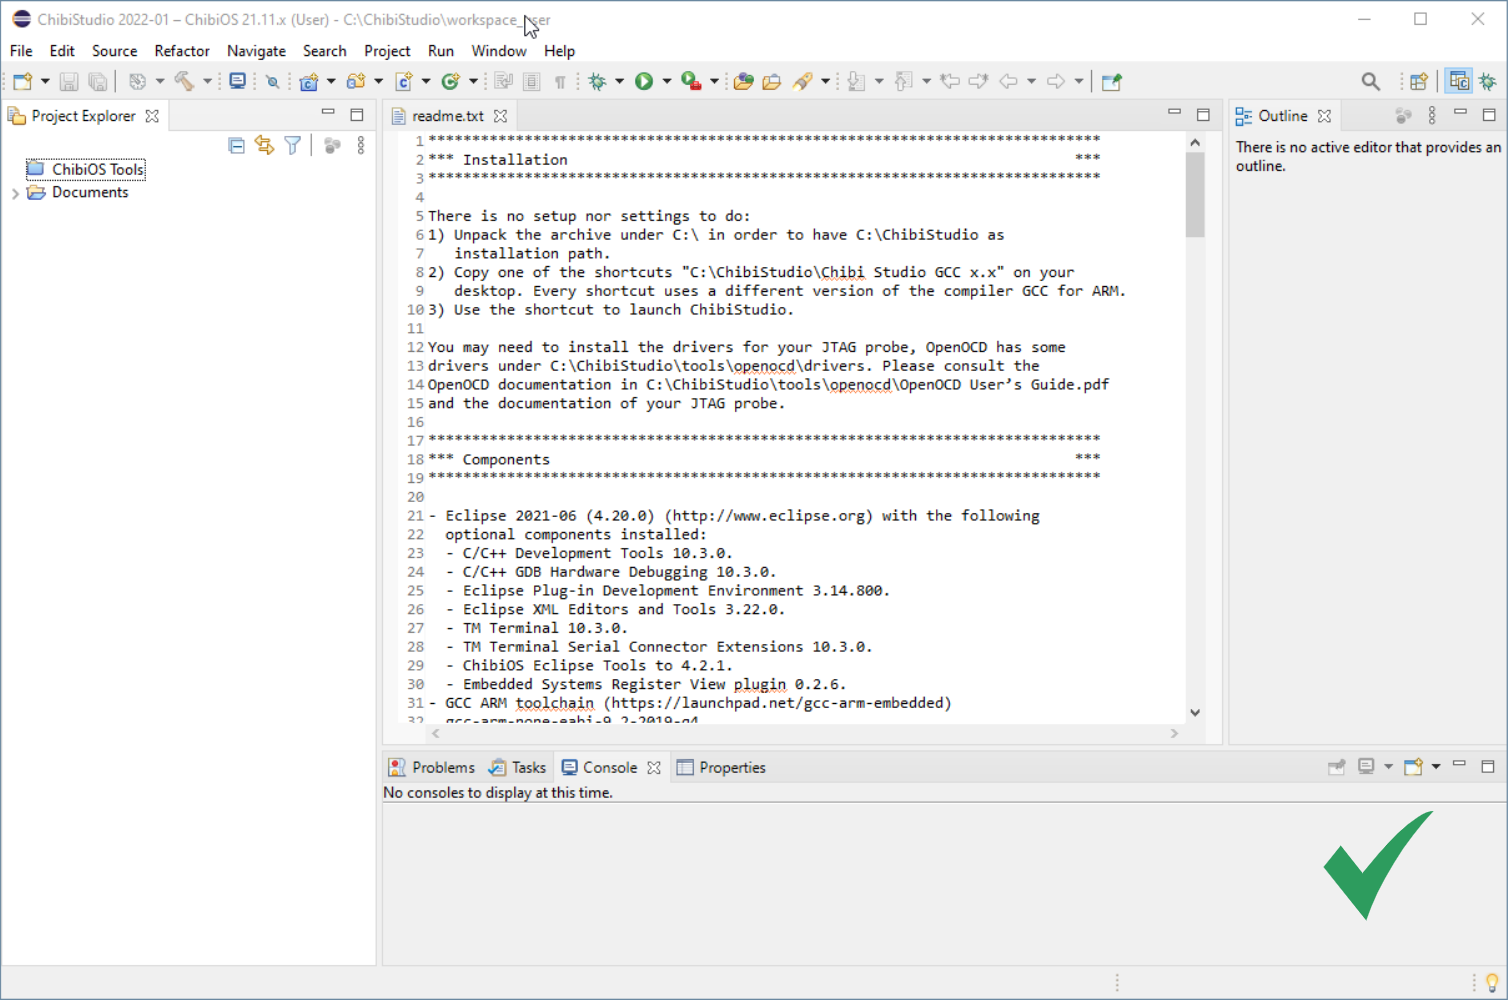 ChibiStudio 2022-01 – ChibiOS 21.11.x (User) - C:\ChibiStudio\workspace_user
File Edit Source Refactor Navigate Search Project Run Window Help
Project Explorer
ChibiOS Tools
Documents
readme.txt
1 *****************************************************************************
2 *** Installation ***
3 *****************************************************************************
4
5 There is no setup nor settings to do:
6 1) Unpack the archive under C:\ in order to have C:\ChibiStudio as
7 installation path.
8 2) Copy one of the shortcuts "C:\ChibiStudio\Chibi Studio GCC x.x" on your
9 desktop. Every shortcut uses a different version of the compiler GCC for ARM.
10 3) Use the shortcut to launch ChibiStudio.
11
12 You may need to install the drivers for your JTAG probe, OpenOCD has some
13 drivers under C:\ChibiStudio\tools\openocd\drivers. Please consult the
14 OpenOCD documentation in C:\ChibiStudio\tools\openocd\OpenOCD User’s Guide.pdf
15 and the documentation of your JTAG probe.
16
17 *****************************************************************************
18 *** Components ***
19 *****************************************************************************
20
21 - Eclipse 2021-06 (4.20.0) (http://www.eclipse.org) with the following
22 optional components installed:
23 - C/C++ Development Tools 10.3.0.
24 - C/C++ GDB Hardware Debugging 10.3.0.
25 - Eclipse Plug-in Development Environment 3.14.800.
26 - Eclipse XML Editors and Tools 3.22.0.
27 - TM Terminal 10.3.0.
28 - TM Terminal Serial Connector Extensions 10.3.0.
29 - ChibiOS Eclipse Tools to 4.2.1.
30 - Embedded Systems Register View plugin 0.2.6.
31 - GCC ARM toolchain (https://launchpad.net/gcc-arm-embedded)
32 gcc-arm-none-eabi-9 2-2019-q4
Outline
There is no active editor that provides an
outline.
Problems Tasks Console Properties
No consoles to display at this time.